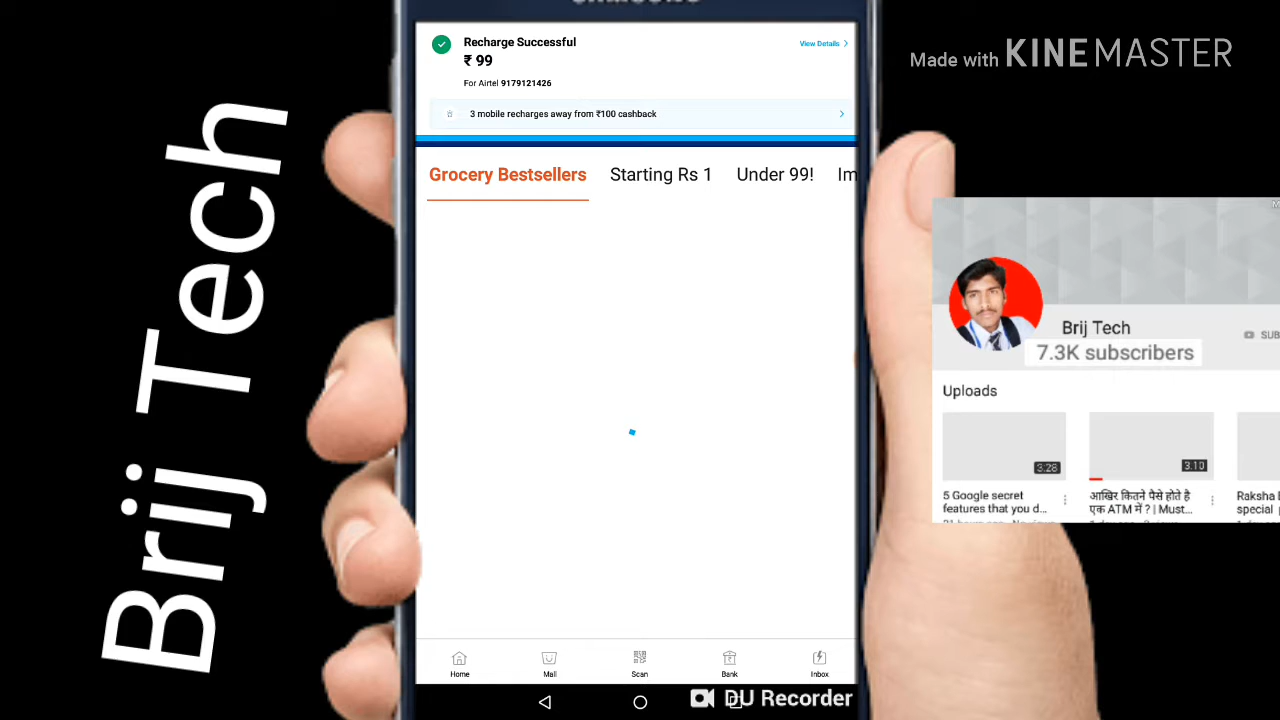 Recharge Successful
₹ 99
View Details
For Airtel 9179121426
3 mobile recharges away from ₹100 cashback
Grocery Bestsellers Starting Rs 1 Under 99! Im
Home Mall Scan Bank Inbox
DU Recorder
Brij Tech
Made with KINEMASTER
Brij Tech
SUB
7.3K subscribers
Uploads
3:28
3.10
5 Google secret
features that you d...
आखिर कितने पैसे होते है
एक ATM में ? | Must...
Raksha
special